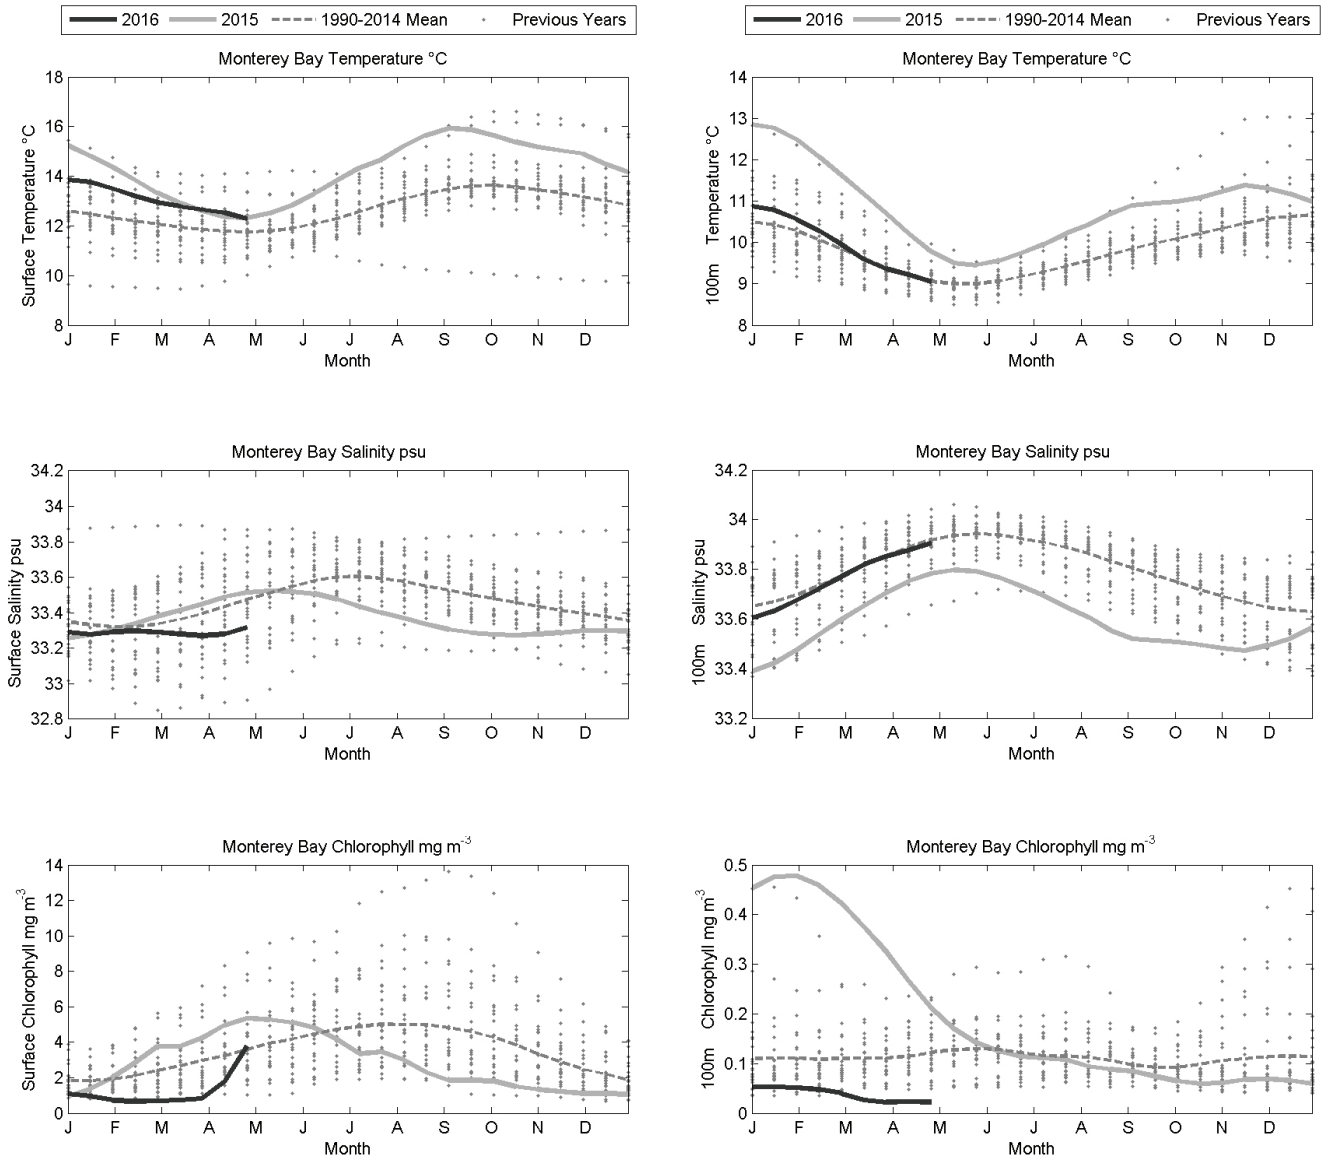 2016 2015 1990-2014 Mean Previous Years
Monterey Bay Temperature °C
Surface Temperature °C
18
16
14
12
10
8
J F M A M J J A S O N D
Month
2016 2015 1990-2014 Mean Previous Years
Monterey Bay Temperature °C
100m Temperature °C
14
13
12
11
10
9
8
J F M A M J J A S O N D
Month
Monterey Bay Salinity psu
Surface Salinity psu
34.2
34
33.8
33.6
33.4
33.2
33
32.8
J F M A M J J A S O N D
Month
Monterey Bay Salinity psu
100m Salinity psu
34.2
34
33.8
33.6
33.4
33.2
J F M A M J J A S O N D
Month
Monterey Bay Chlorophyll mg m-3
Surface Chlorophyll mg m-3
14
12
10
8
6
4
2
0
J F M A M J J A S O N D
Month
Monterey Bay Chlorophyll mg m-3
100m Chlorophyll mg m-3
0.5
0.4
0.3
0.2
0.1
0
J F M A M J J A S O N D
Month